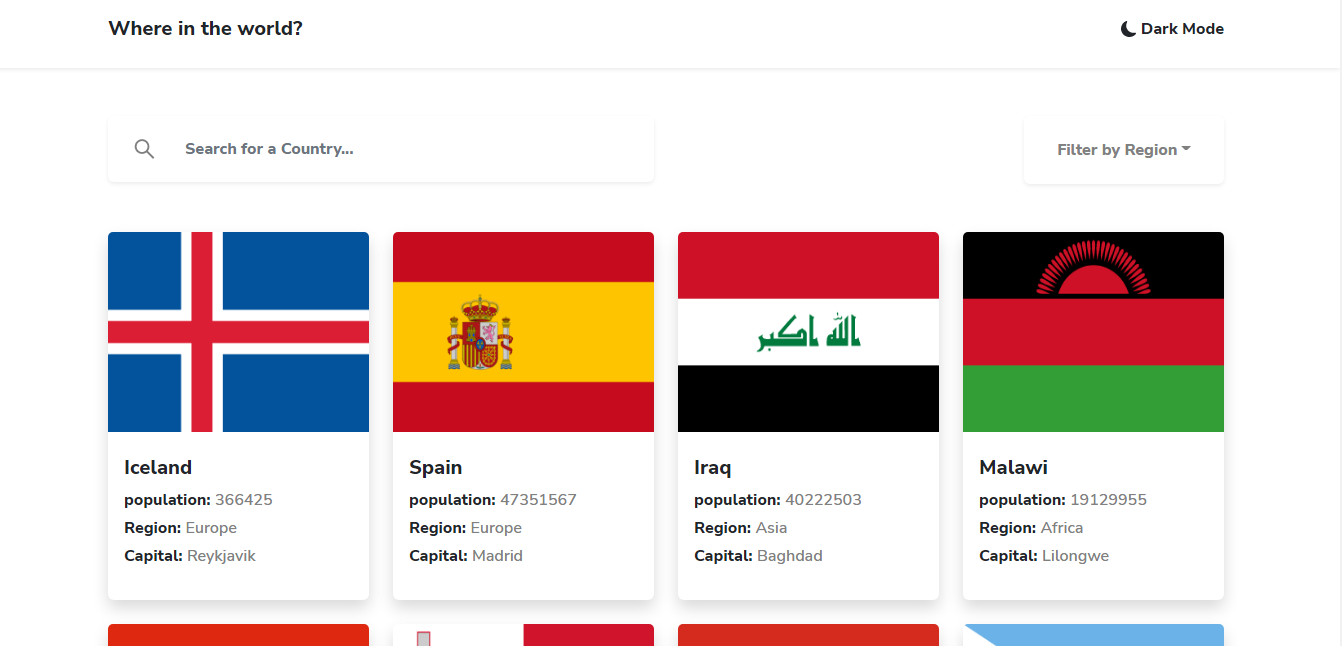 Where in the world?
Dark Mode
Search for a Country...
Filter by Region
الله اكبر
Iceland
population: 366425
Region: Europe
Capital: Reykjavik
Spain
population: 47351567
Region: Europe
Capital: Madrid
Iraq
population: 40222503
Region: Asia
Capital: Baghdad
Malawi
population: 19129955
Region: Africa
Capital: Lilongwe